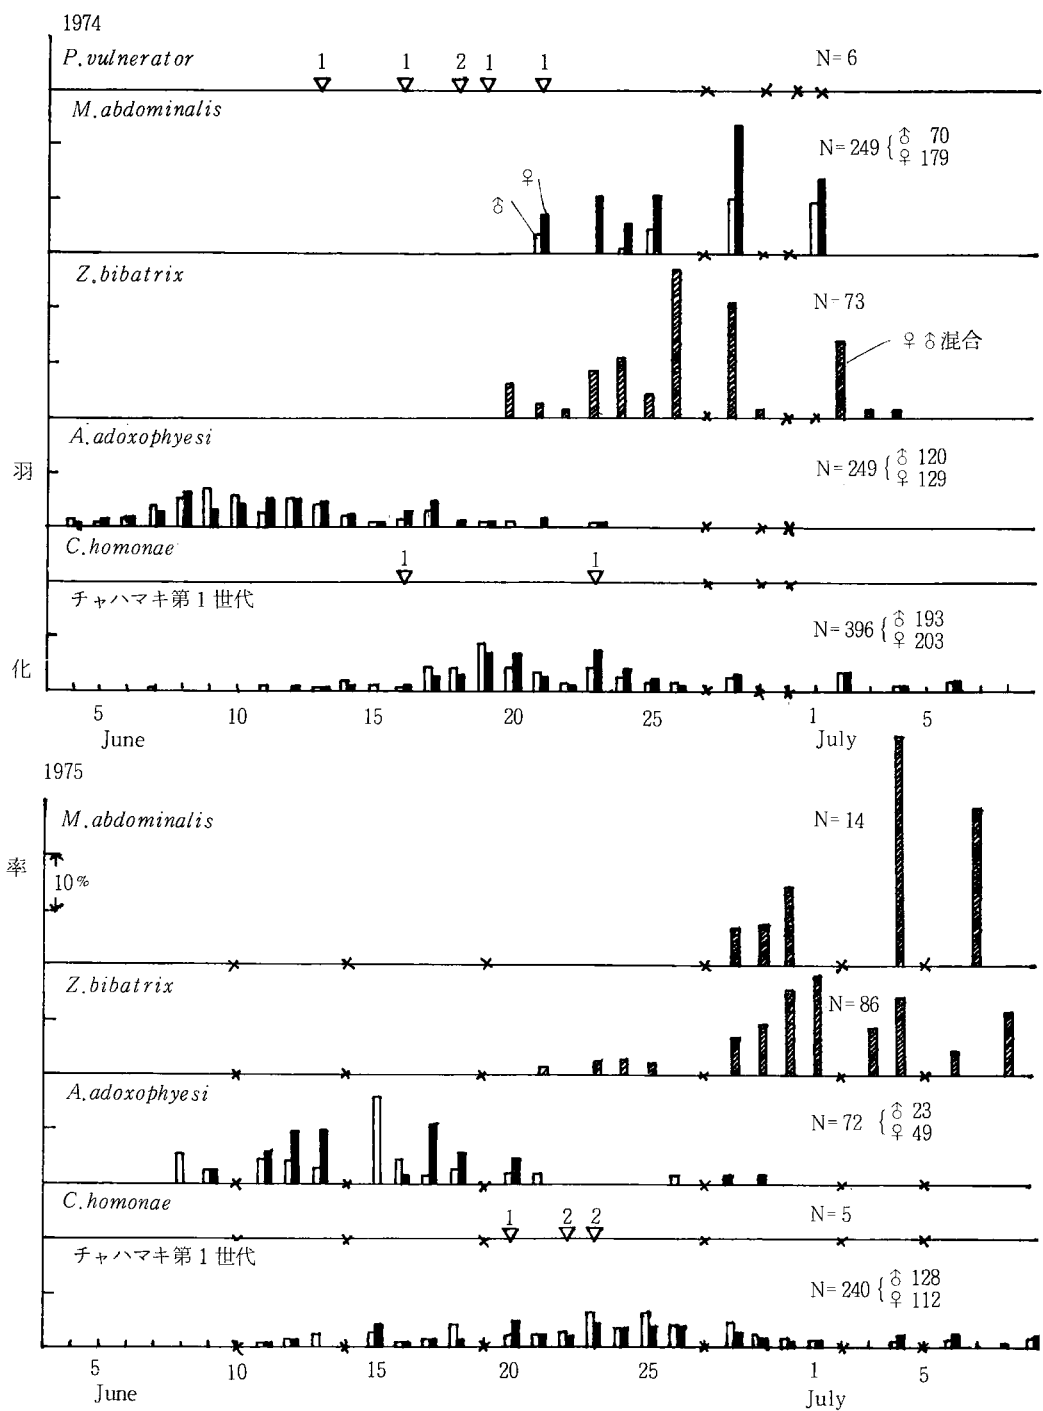 1974
P.vulnerator 1 1 2 1 1 N=6
M.abdominalis
N=249 { ♂ 70
♀ 179
♀
♂
Z.bibatrix
N=73
♀♂混合
A.adoxophyesi
N=249 { ♂ 120
♀ 129
羽
C.homonae 1 1
チャハマキ第1世代
N=396 { ♂ 193
♀ 203
化
5 10 15 20 25 1 5
June July
1975
M.abdominalis N=14
率
10%
Z.bibatrix N=86
A.adoxophyesi
N=72 { ♂ 23
♀ 49
C.homonae 1 2 2 N=5
チャハマキ第1世代
N=240 { ♂ 128
♀ 112
5 10 15 20 25 1 5
June July